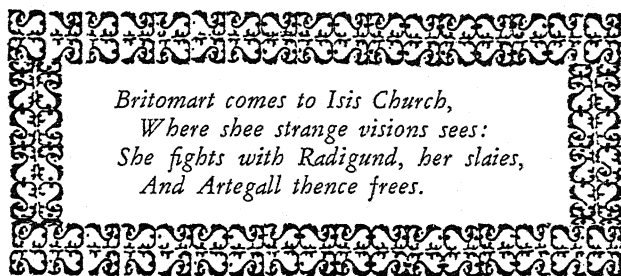 Britomart comes to Isis Church,
Where shee strange visions sees:
She fights with Radigund, her slaies,
And Artegall thence frees.